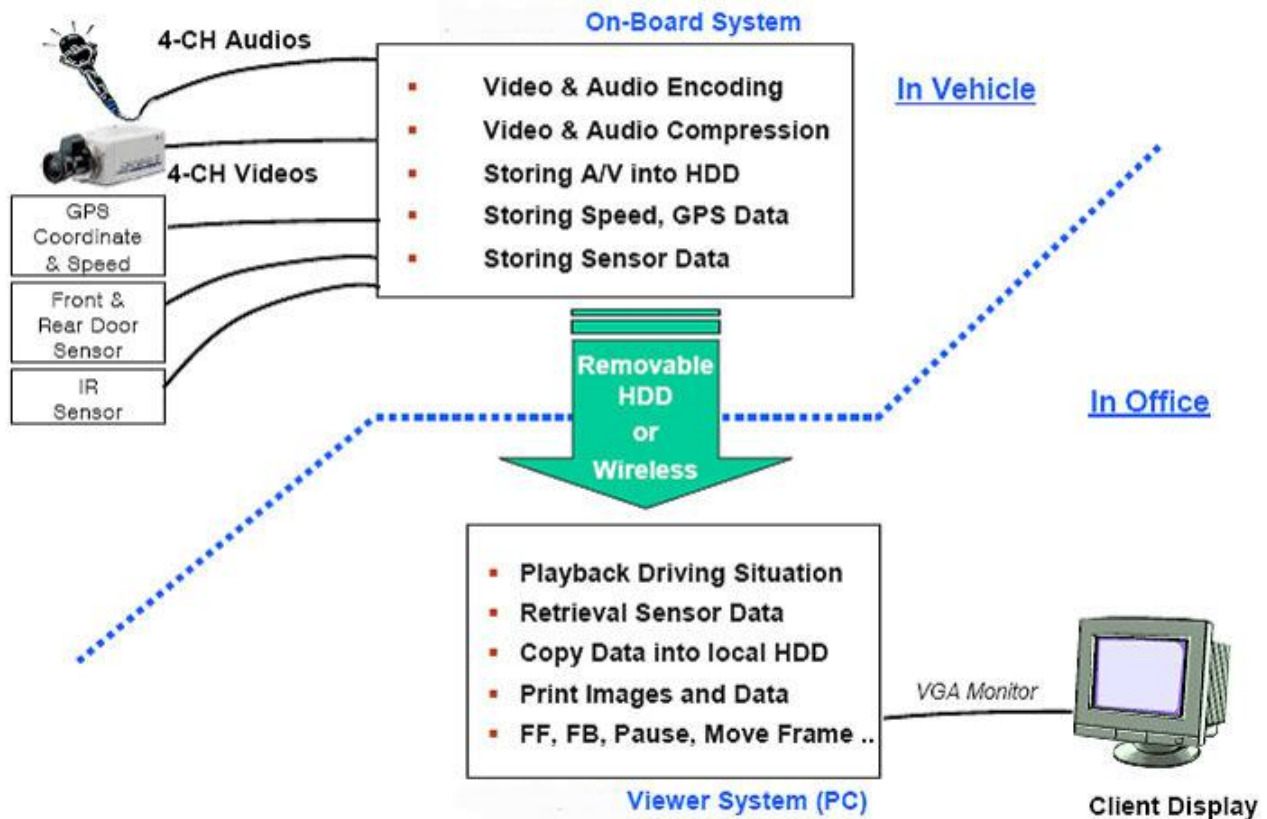 On-Board System
4-CH Audios
4-CH Videos
GPS
Coordinate
& Speed
Front &
Rear Door
Sensor
IR
Sensor
▪ Video & Audio Encoding
▪ Video & Audio Compression
▪ Storing A/V into HDD
▪ Storing Speed, GPS Data
▪ Storing Sensor Data
In Vehicle
Removable
HDD
or
Wireless
In Office
▪ Playback Driving Situation
▪ Retrieval Sensor Data
▪ Copy Data into local HDD
▪ Print Images and Data
▪ FF, FB, Pause, Move Frame ..
Viewer System (PC)
VGA Monitor
Client Display